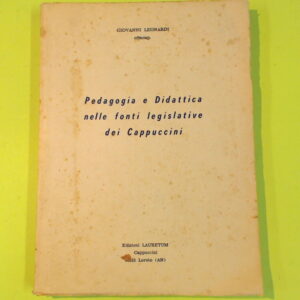 GIOVANNI LEONARDI
Pedagogia e Didattica
nelle fonti legislative
dei Cappuccini
Edizioni LAURETUM
Cappuccini
Loreto (AN)